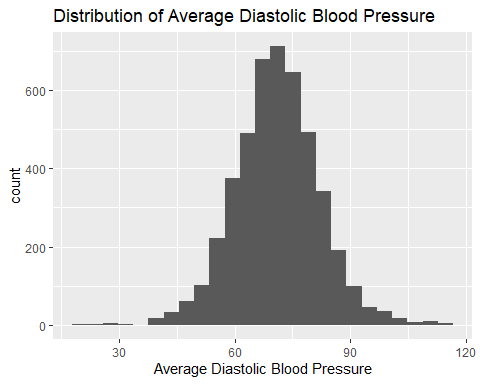 Distribution of Average Diastolic Blood Pressure
600
400
200
0
count
30 60 90 120
Average Diastolic Blood Pressure